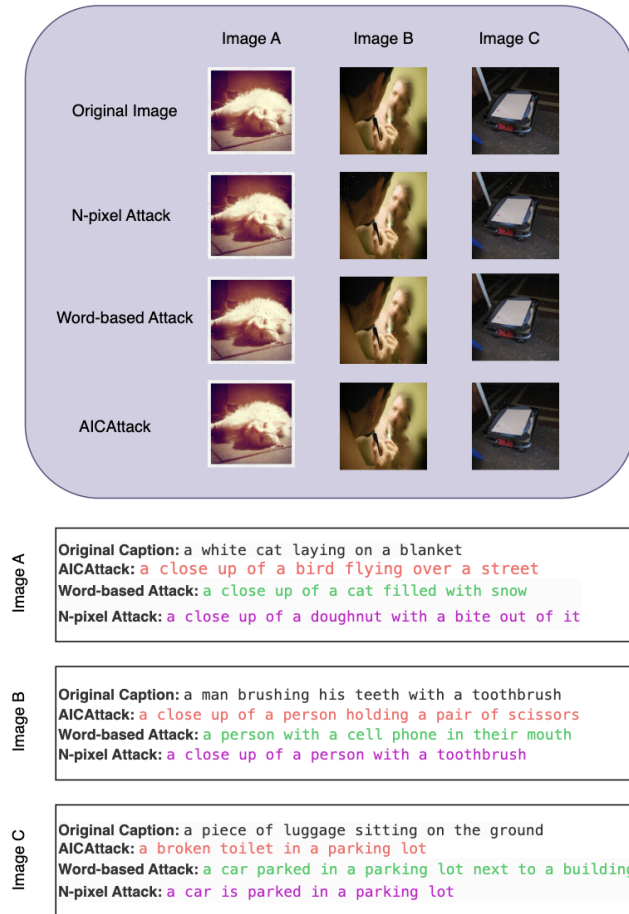 Image A Image B Image C
Original Image
N-pixel Attack
Word-based Attack
AICAttack
Image A
Original Caption: a white cat laying on a blanket
AICAttack: a close up of a bird flying over a street
Word-based Attack: a close up of a cat filled with snow
N-pixel Attack: a close up of a doughnut with a bite out of it
Image B
Original Caption: a man brushing his teeth with a toothbrush
AICAttack: a close up of a person holding a pair of scissors
Word-based Attack: a person with a cell phone in their mouth
N-pixel Attack: a close up of a person with a toothbrush
Image C
Original Caption: a piece of luggage sitting on the ground
AICAttack: a broken toilet in a parking lot
Word-based Attack: a car parked in a parking lot next to a building
N-pixel Attack: a car is parked in a parking lot